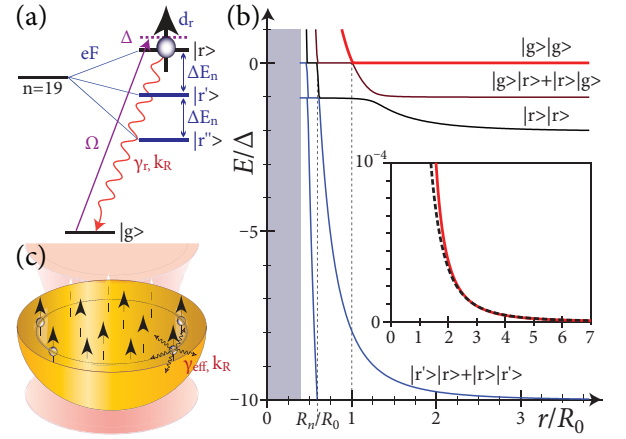 (a)
d_r
Δ
|r>
eF
ΔE_n
n=19
|r'>
ΔE_n
|r''>
Ω
γ_r, k_R
|g>
(c)
γ_eff, k_R
(b)
E/Δ
0
−5
−10
|g>|g>
|g>|r>+|r>|g>
|r>|r>
10^-4
0
0 1 2 3 4 5 6 7
|r'>|r>+|r>|r'>
0 R_n/R_0 1 3 r/R_0